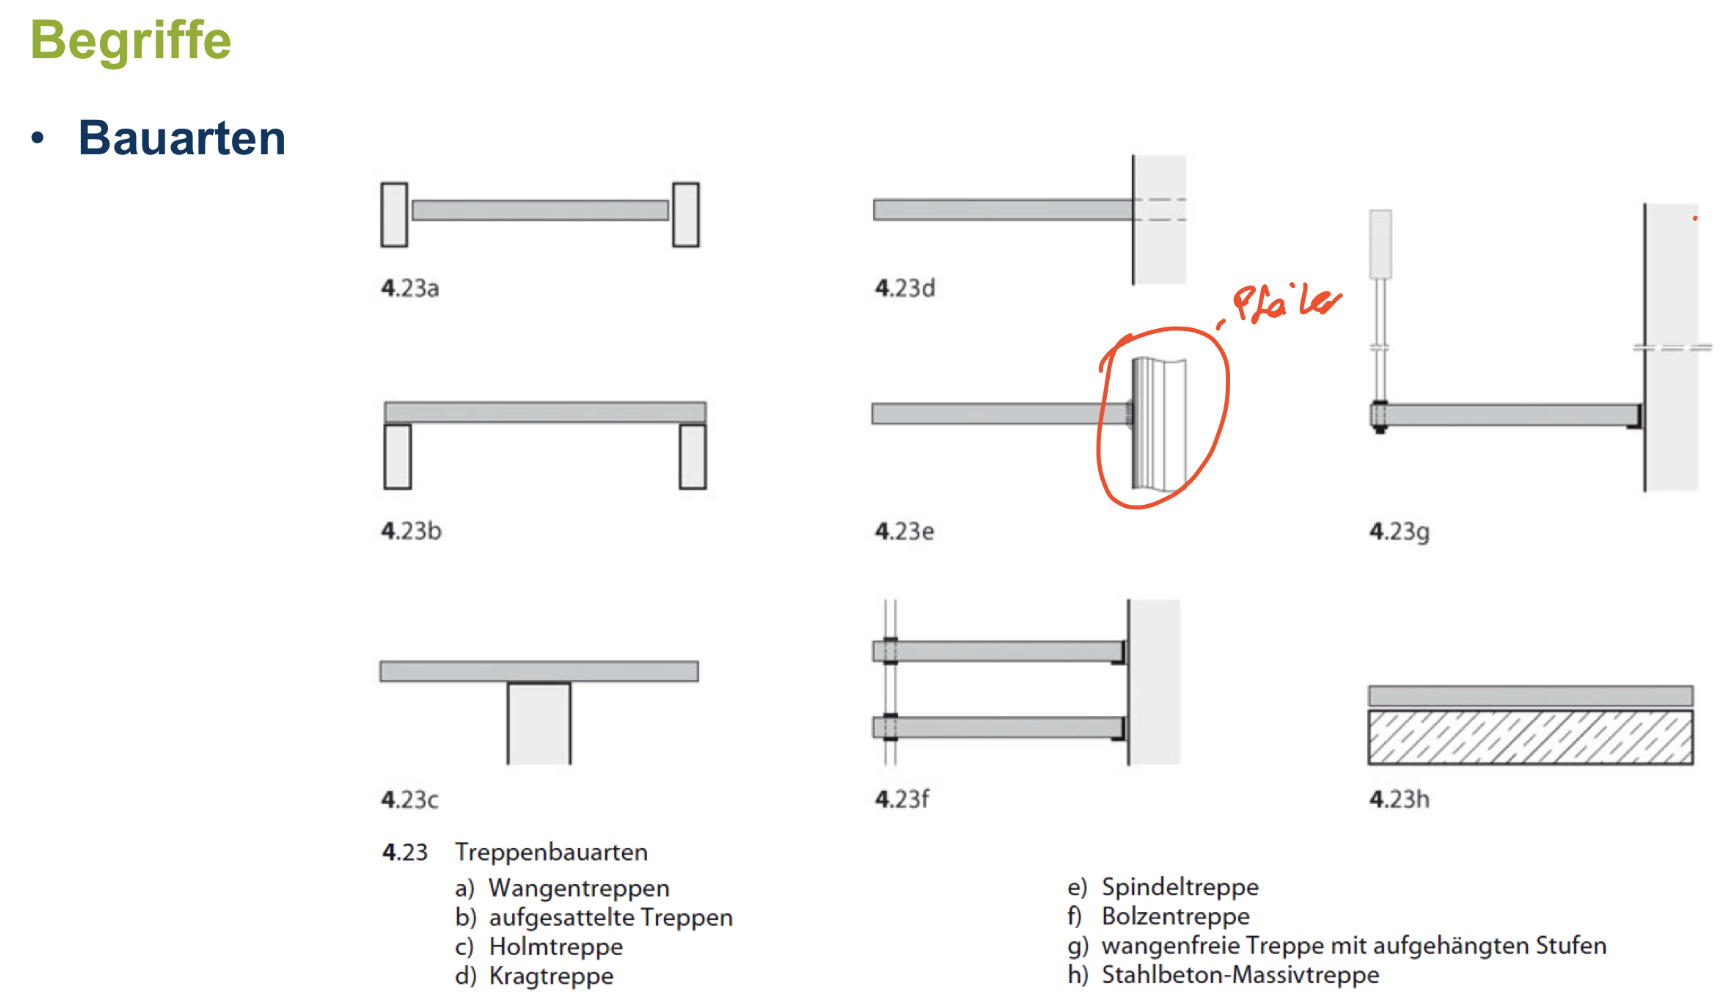 Begriffe
• Bauarten
4.23a
4.23d
Pfeiler
4.23b
4.23e
4.23g
4.23c
4.23f
4.23h
4.23 Treppenbauarten
a) Wangentreppen
b) aufgesattelte Treppen
c) Holmtreppe
d) Kragtreppe
e) Spindeltreppe
f) Bolzentreppe
g) wangenfreie Treppe mit aufgehängten Stufen
h) Stahlbeton-Massivtreppe